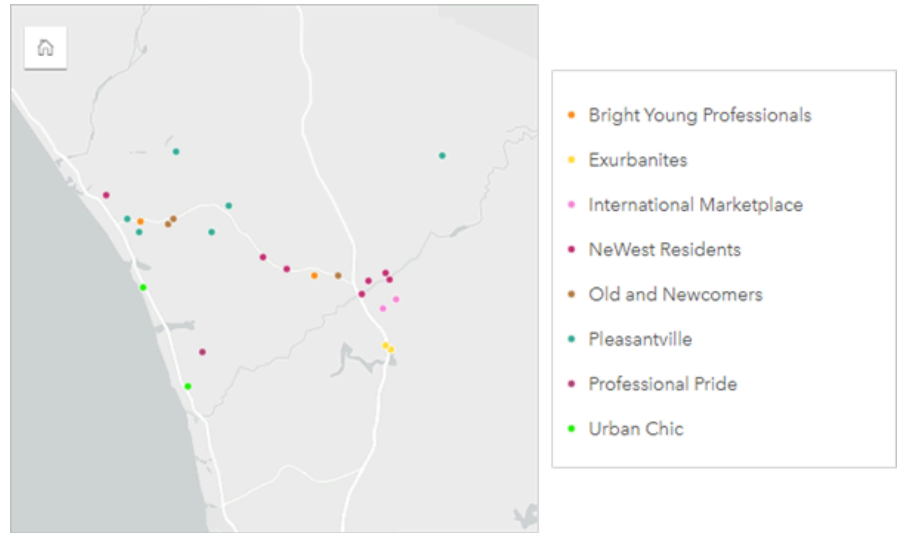 Bright Young Professionals
Exurbanites
International Marketplace
NeWest Residents
Old and Newcomers
Pleasantville
Professional Pride
Urban Chic